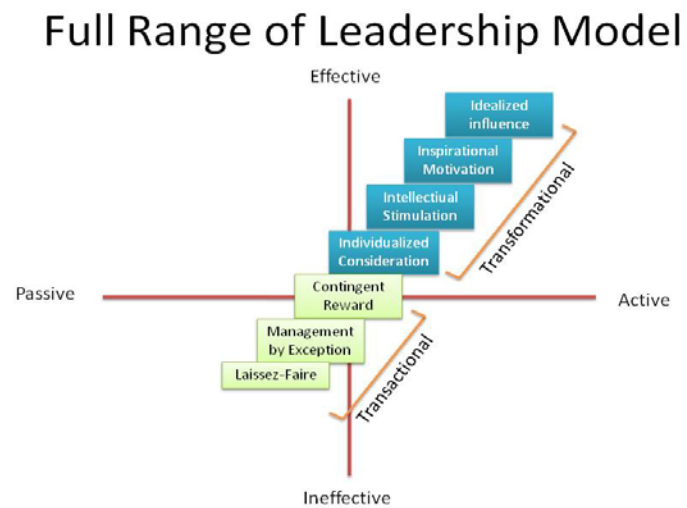 Full Range of Leadership Model
Effective
Idealized
influence
Inspirational
Motivation
Intellectiual
Stimulation
Individualized
Consideration
Transformational
Contingent
Reward
Passive
Active
Management
by Exception
Laissez-Faire
Transactional
Ineffective